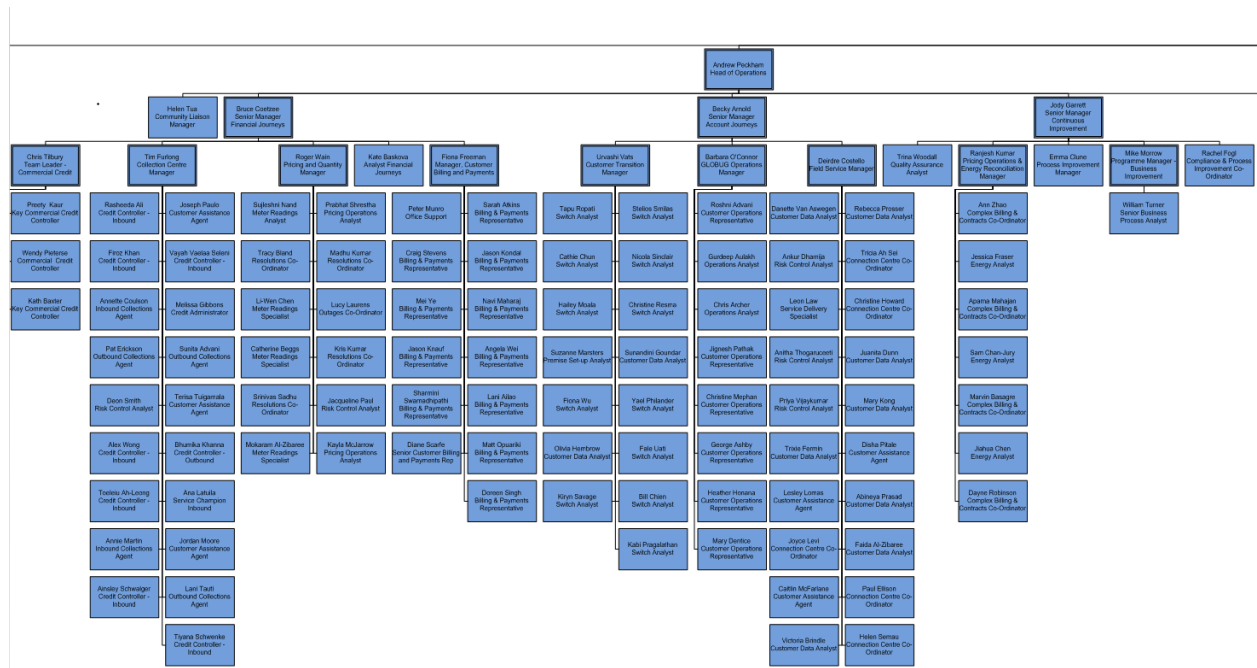 Andrew Peckham
Head of Operations
Helen Tua
Community Liaison
Manager
Bruce Coetzee
Senior Manager
Financial Journeys
Becky Arnold
Senior Manager
Account Journeys
Jody Garrett
Senior Manager
Continuous
Improvement
Chris Tilbury
Team Leader -
Commercial Credit
Tim Furlong
Collection Centre
Manager
Roger Wain
Pricing and Quantity
Manager
Kate Baskova
Analyst Financial
Journeys
Fiona Freeman
Manager, Customer
Billing and Payments
Urvashi Vats
Customer Transition
Manager
Barbara O'Connor
GLOBUG Operations
Manager
Deirdre Costello
Field Service Manager
Trina Woodall
Quality Assurance
Analyst
Ranjesh Kumar
Pricing Operations &
Energy Reconciliation
Manager
Emma Clune
Process Improvement
Manager
Mike Morrow
Programme Manager -
Business
Improvement
Rachel Fogl
Compliance & Process
Improvement Co-
Ordinator
Preety Kaur
Key Commercial Credit
Controller
Wendy Pieterse
Commercial Credit
Controller
Kath Baxter
Key Commercial Credit
Controller
Rasheeda Ali
Credit Controller -
Inbound
Firoz Khan
Credit Controller -
Inbound
Annette Coulson
Inbound Collections
Agent
Pat Erickson
Outbound Collections
Agent
Deon Smith
Risk Control Analyst
Alex Wong
Credit Controller -
Inbound
Toeleiu Ah-Leong
Credit Controller -
Inbound
Annie Martin
Inbound Collections
Agent
Ainsley Schwalger
Credit Controller -
Inbound
Joseph Paulo
Customer Assistance
Agent
Vayah Vaelaa Seleni
Credit Controller -
Inbound
Melissa Gibbons
Credit Administrator
Sunita Advani
Outbound Collections
Agent
Terisa Tuigamala
Customer Assistance
Agent
Bhumika Khanna
Credit Controller -
Outbound
Ana Latuila
Service Champion
Inbound
Jordan Moore
Customer Assistance
Agent
Lani Tauti
Outbound Collections
Agent
Tiyana Schwenke
Credit Controller -
Inbound
Sujleshni Nand
Meter Readings
Analyst
Tracy Bland
Resolutions Co-
Ordinator
Li-Wen Chen
Meter Readings
Specialist
Catherine Beggs
Meter Readings
Specialist
Srinivas Sadhu
Resolutions Co-
Ordinator
Mokaram Al-Zibaree
Meter Readings
Specialist
Prabhat Shrestha
Pricing Operations
Analyst
Madhu Kumar
Resolutions Co-
Ordinator
Lucy Laurens
Outages Co-Ordinator
Kris Kumar
Resolutions Co-
Ordinator
Jacqueline Paul
Risk Control Analyst
Kayla McJarrow
Pricing Operations
Analyst
Peter Munro
Office Support
Craig Stevens
Billing & Payments
Representative
Mei Ye
Billing & Payments
Representative
Jason Knauf
Billing & Payments
Representative
Sharmini
Swarnadhipathi
Billing & Payments
Representative
Diane Scarfe
Senior Customer Billing
and Payments Rep
Sarah Atkins
Billing & Payments
Representative
Jason Kondal
Billing & Payments
Representative
Navi Maharaj
Billing & Payments
Representative
Angela Wei
Billing & Payments
Representative
Lani Ailao
Billing & Payments
Representative
Matt Opuariki
Billing & Payments
Representative
Doreen Singh
Billing & Payments
Representative
Tapu Ropati
Switch Analyst
Cathie Chun
Switch Analyst
Hailey Moala
Switch Analyst
Suzanne Marsters
Premise Set-up Analyst
Fiona Wu
Switch Analyst
Olivia Hembrow
Customer Data Analyst
Kiryn Savage
Switch Analyst
Stelios Smilas
Switch Analyst
Nicola Sinclair
Switch Analyst
Christine Resma
Switch Analyst
Sunandini Goundar
Customer Data Analyst
Yael Philander
Switch Analyst
Fale Liati
Switch Analyst
Bill Chien
Switch Analyst
Kabi Pragalathan
Switch Analyst
Roshni Advani
Customer Operations
Representative
Gurdeep Aulakh
Operations Analyst
Chris Archer
Operations Analyst
Jignesh Pathak
Customer Operations
Representative
Christine Mephan
Customer Operations
Representative
George Ashby
Customer Operations
Representative
Heather Honana
Customer Operations
Representative
Mary Dentice
Customer Operations
Representative
Danette Van Aswegen
Customer Data Analyst
Ankur Dhamija
Risk Control Analyst
Leon Law
Service Delivery
Specialist
Anitha Thogaruceeti
Risk Control Analyst
Priya Vijaykumar
Risk Control Analyst
Trixie Fermin
Customer Data Analyst
Lesley Lomas
Customer Assistance
Agent
Joyce Levi
Connection Centre Co-
Ordinator
Caitlin McFarlane
Customer Assistance
Agent
Victoria Brindle
Customer Data Analyst
Rebecca Prosser
Customer Data Analyst
Tricia Ah Sei
Connection Centre Co-
Ordinator
Christine Howard
Connection Centre Co-
Ordinator
Juanita Dunn
Customer Data Analyst
Mary Kong
Customer Data Analyst
Disha Pitale
Customer Assistance
Agent
Abineya Prasad
Customer Data Analyst
Faida Al-Zibaree
Customer Data Analyst
Paul Ellison
Connection Centre Co-
Ordinator
Helen Semau
Connection Centre Co-
Ordinator
Ann Zhao
Complex Billing &
Contracts Co-Ordinator
Jessica Fraser
Energy Analyst
Aparna Mahajan
Complex Billing &
Contracts Co-Ordinator
Sam Chan-Jury
Energy Analyst
Marvin Basagre
Complex Billing &
Contracts Co-Ordinator
Jiahua Chen
Energy Analyst
Dayne Robinson
Complex Billing &
Contracts Co-Ordinator
William Turner
Senior Business
Process Analyst